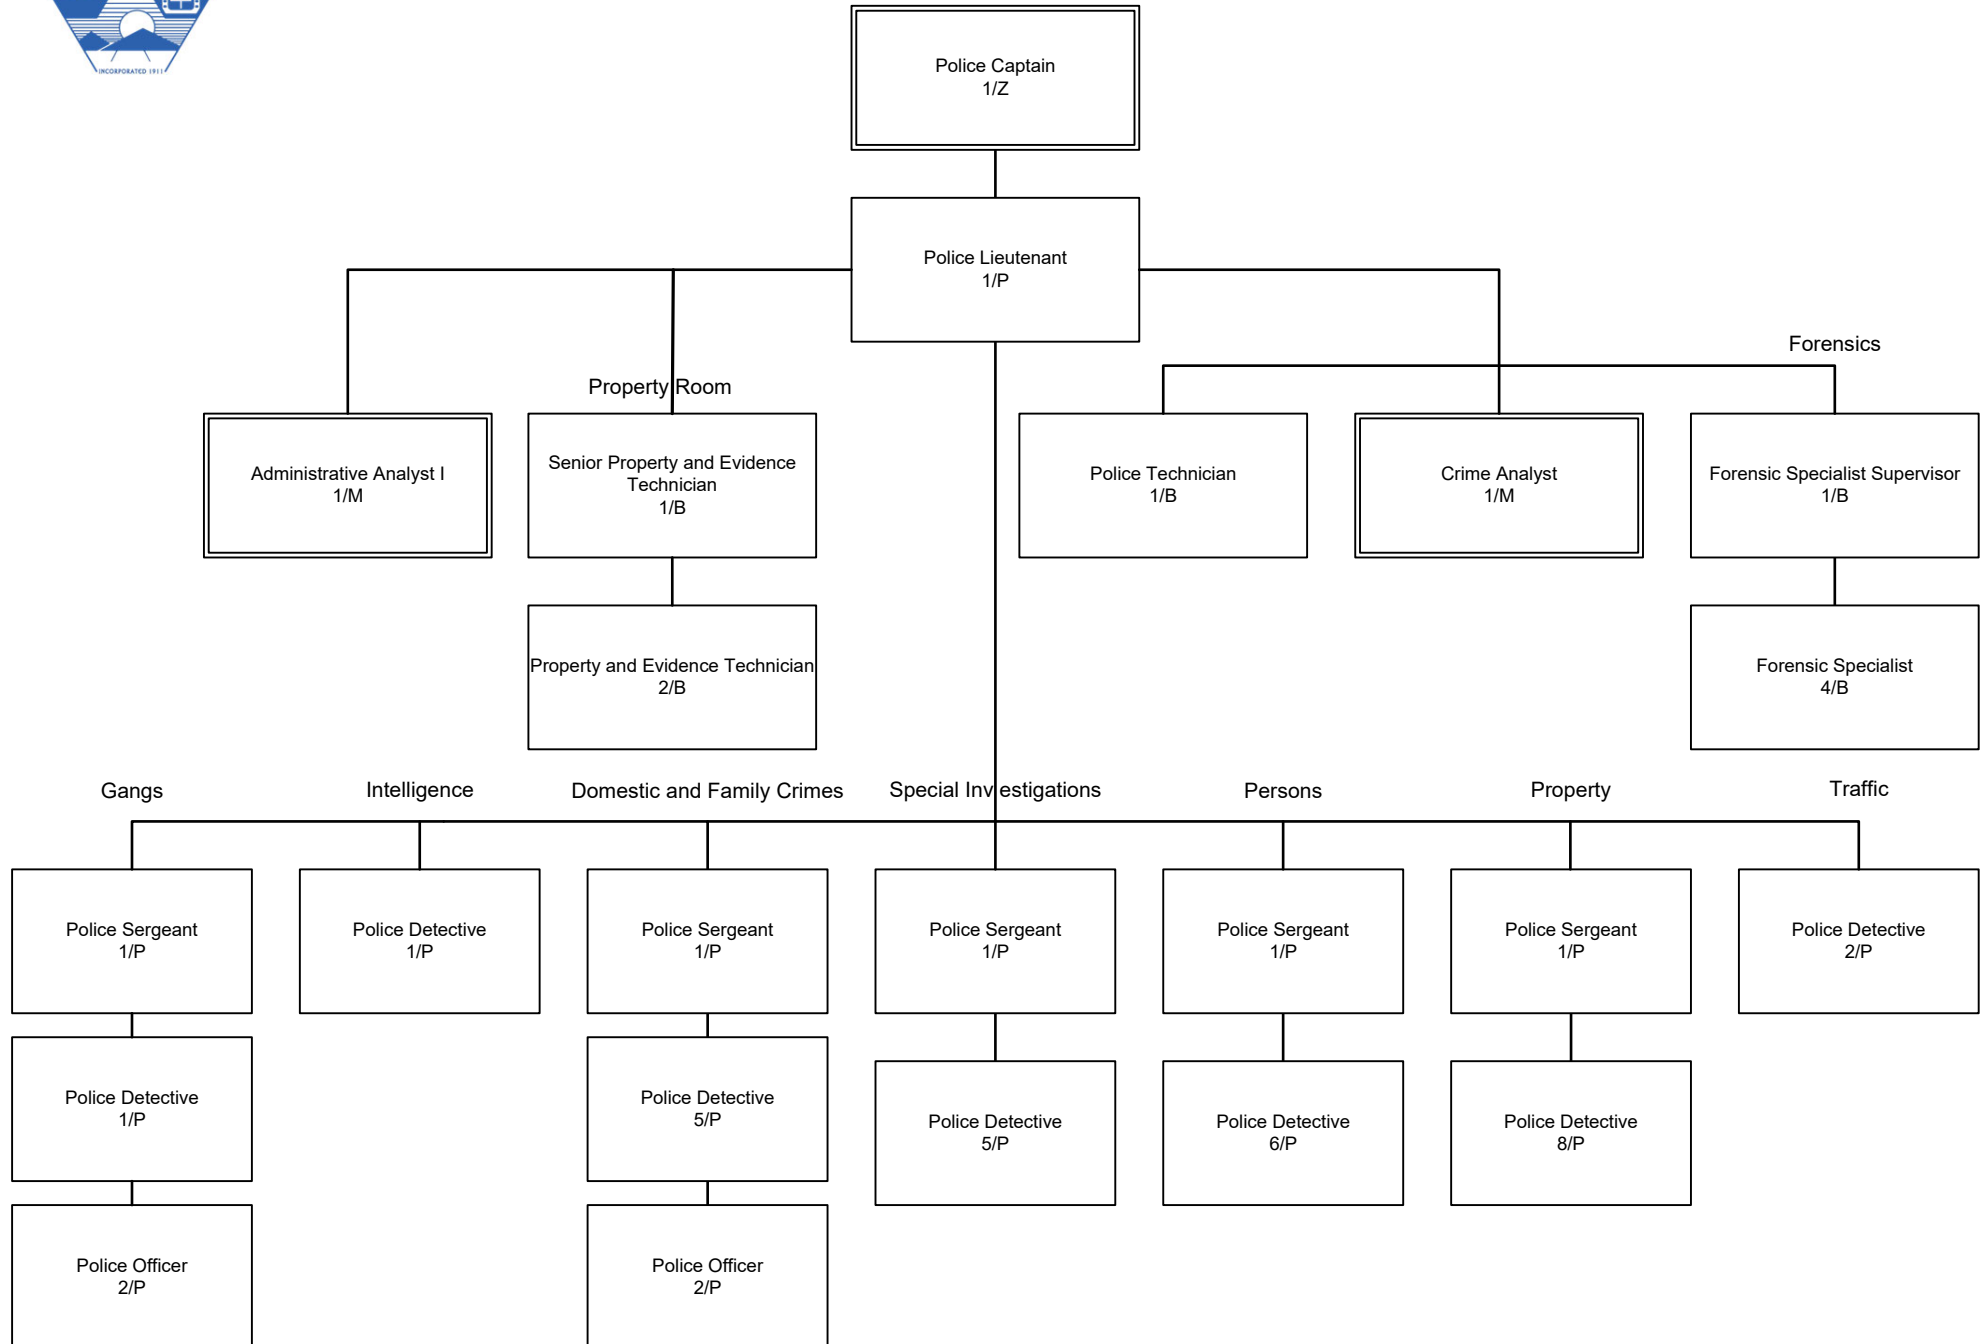 INCORPORATED 1911
Police Captain
1/Z
Police Lieutenant
1/P
Forensics
Property Room
Administrative Analyst I
1/M
Senior Property and Evidence
Technician
1/B
Police Technician
1/B
Crime Analyst
1/M
Forensic Specialist Supervisor
1/B
Property and Evidence Technician
2/B
Forensic Specialist
4/B
Gangs
Intelligence
Domestic and Family Crimes
Special Investigations
Persons
Property
Traffic
Police Sergeant
1/P
Police Detective
1/P
Police Sergeant
1/P
Police Sergeant
1/P
Police Sergeant
1/P
Police Sergeant
1/P
Police Detective
2/P
Police Detective
1/P
Police Detective
5/P
Police Detective
5/P
Police Detective
6/P
Police Detective
8/P
Police Officer
2/P
Police Officer
2/P